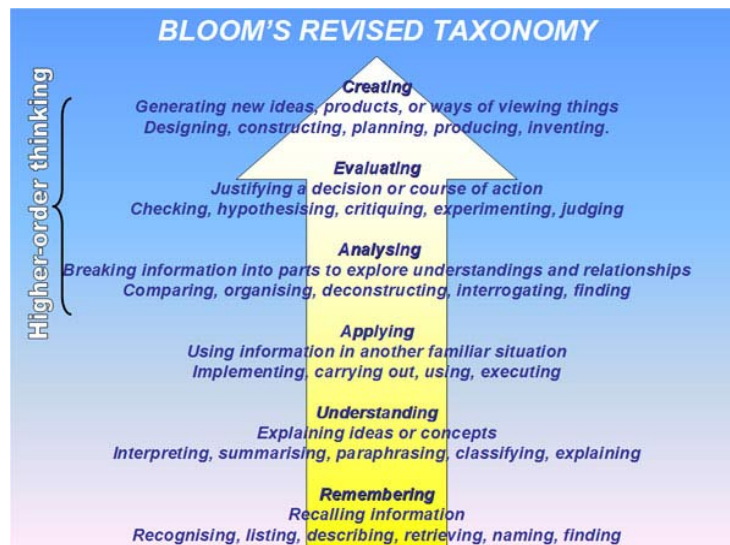 BLOOM'S REVISED TAXONOMY
Higher-order thinking
Creating
Generating new ideas, products, or ways of viewing things
Designing, constructing, planning, producing, inventing.
Evaluating
Justifying a decision or course of action
Checking, hypothesising, critiquing, experimenting, judging
Analysing
Breaking information into parts to explore understandings and relationships
Comparing, organising, deconstructing, interrogating, finding
Applying
Using information in another familiar situation
Implementing, carrying out, using, executing
Understanding
Explaining ideas or concepts
Interpreting, summarising, paraphrasing, classifying, explaining
Remembering
Recalling information
Recognising, listing, describing, retrieving, naming, finding